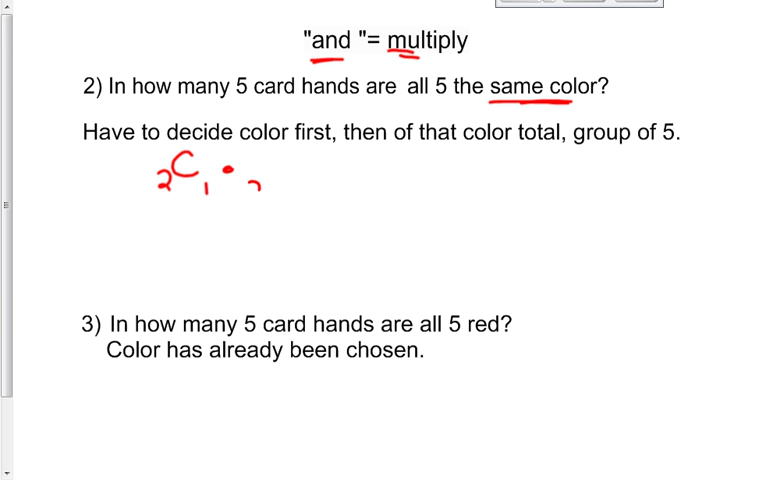 "and "= multiply
2) In how many 5 card hands are all 5 the same color?
Have to decide color first, then of that color total, group of 5.
2C1 •
3) In how many 5 card hands are all 5 red?
Color has already been chosen.